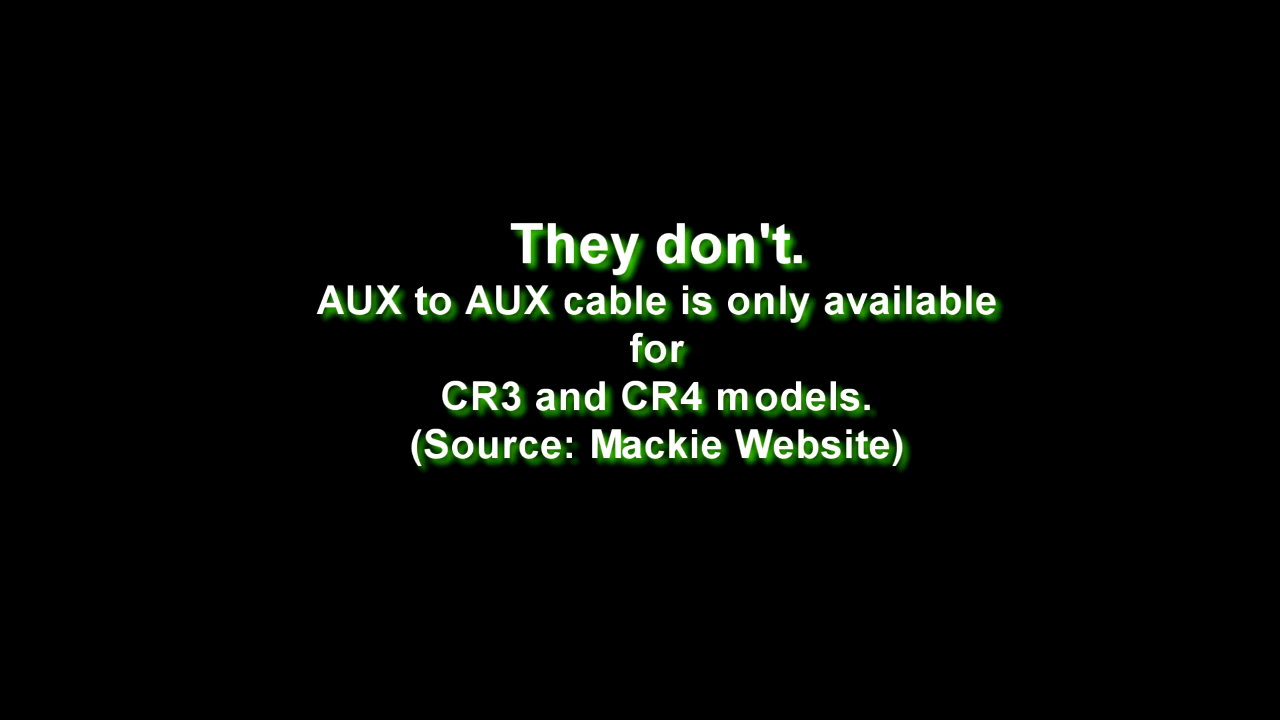 They don't.
AUX to AUX cable is only available
for
CR3 and CR4 models.
(Source: Mackie Website)